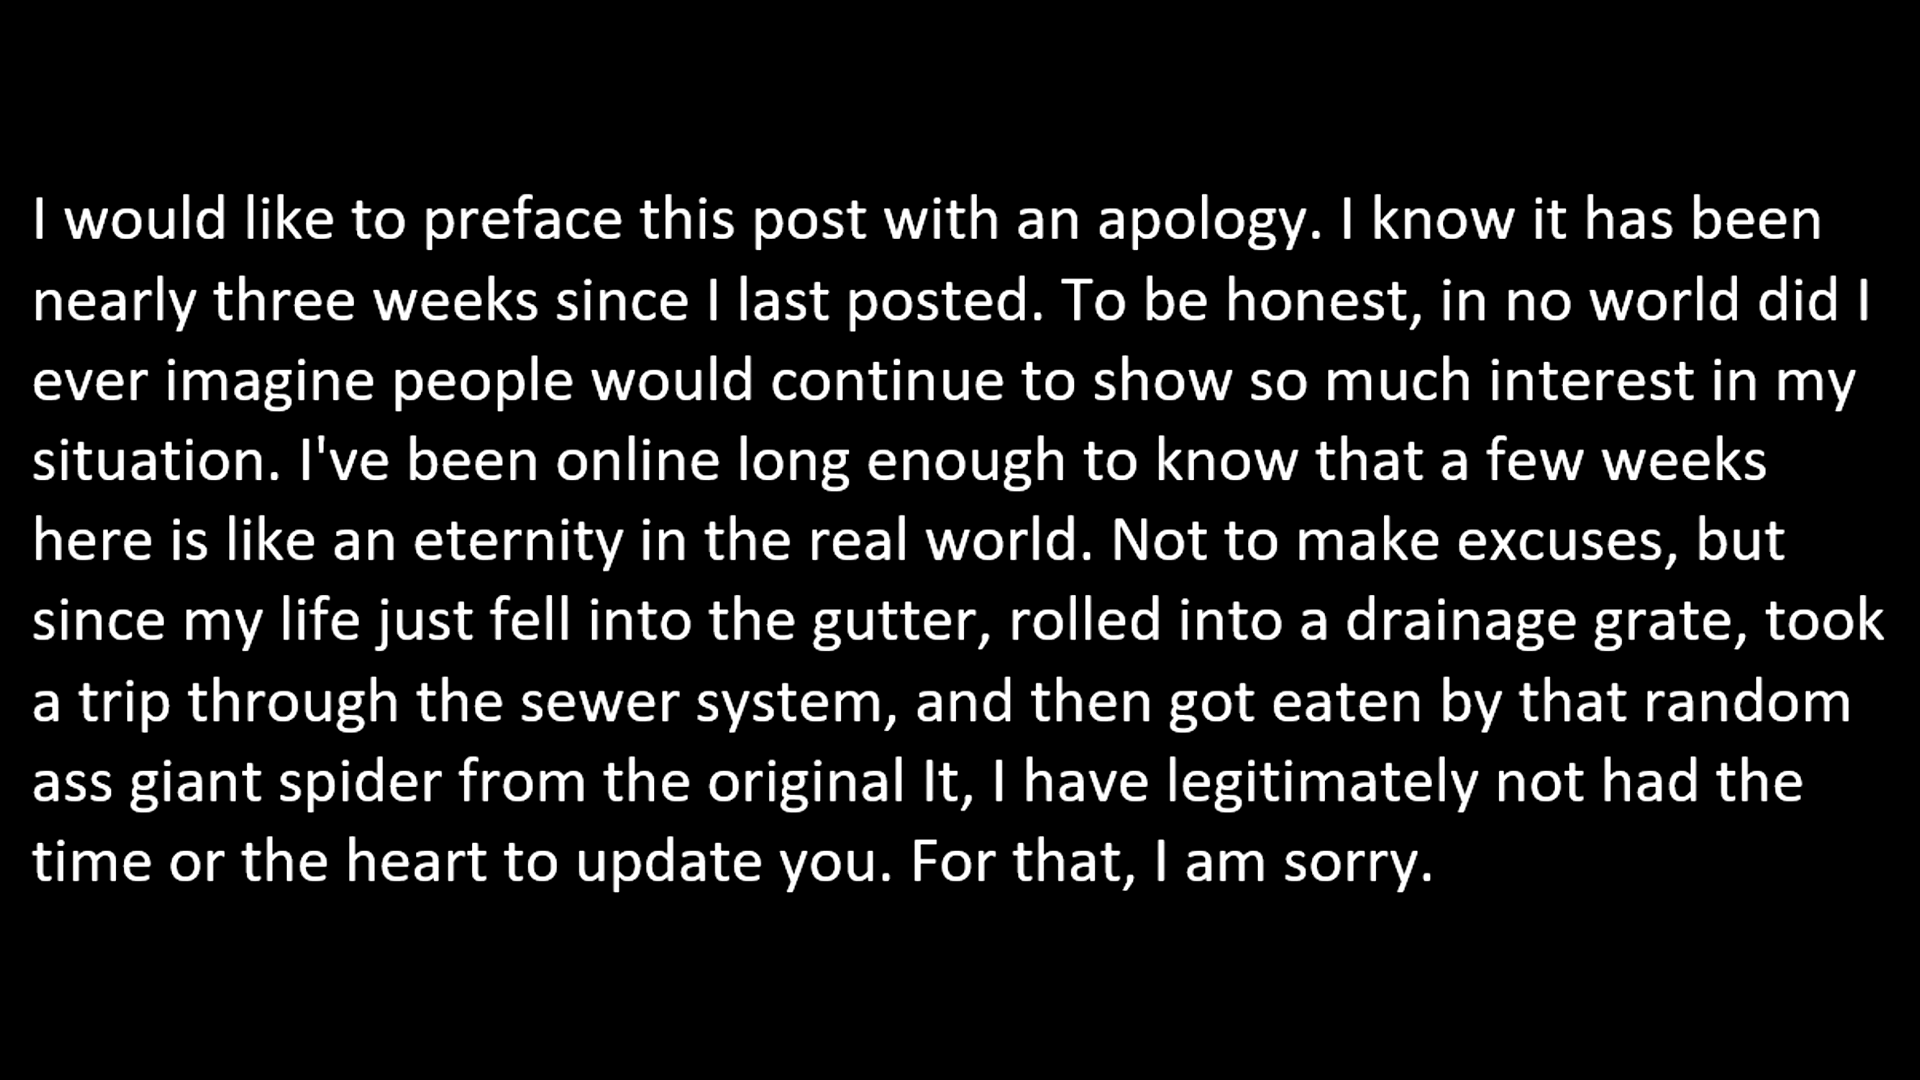 I would like to preface this post with an apology. I know it has been
nearly three weeks since I last posted. To be honest, in no world did I
ever imagine people would continue to show so much interest in my
situation. I've been online long enough to know that a few weeks
here is like an eternity in the real world. Not to make excuses, but
since my life just fell into the gutter, rolled into a drainage grate, took
a trip through the sewer system, and then got eaten by that random
ass giant spider from the original It, I have legitimately not had the
time or the heart to update you. For that, I am sorry.